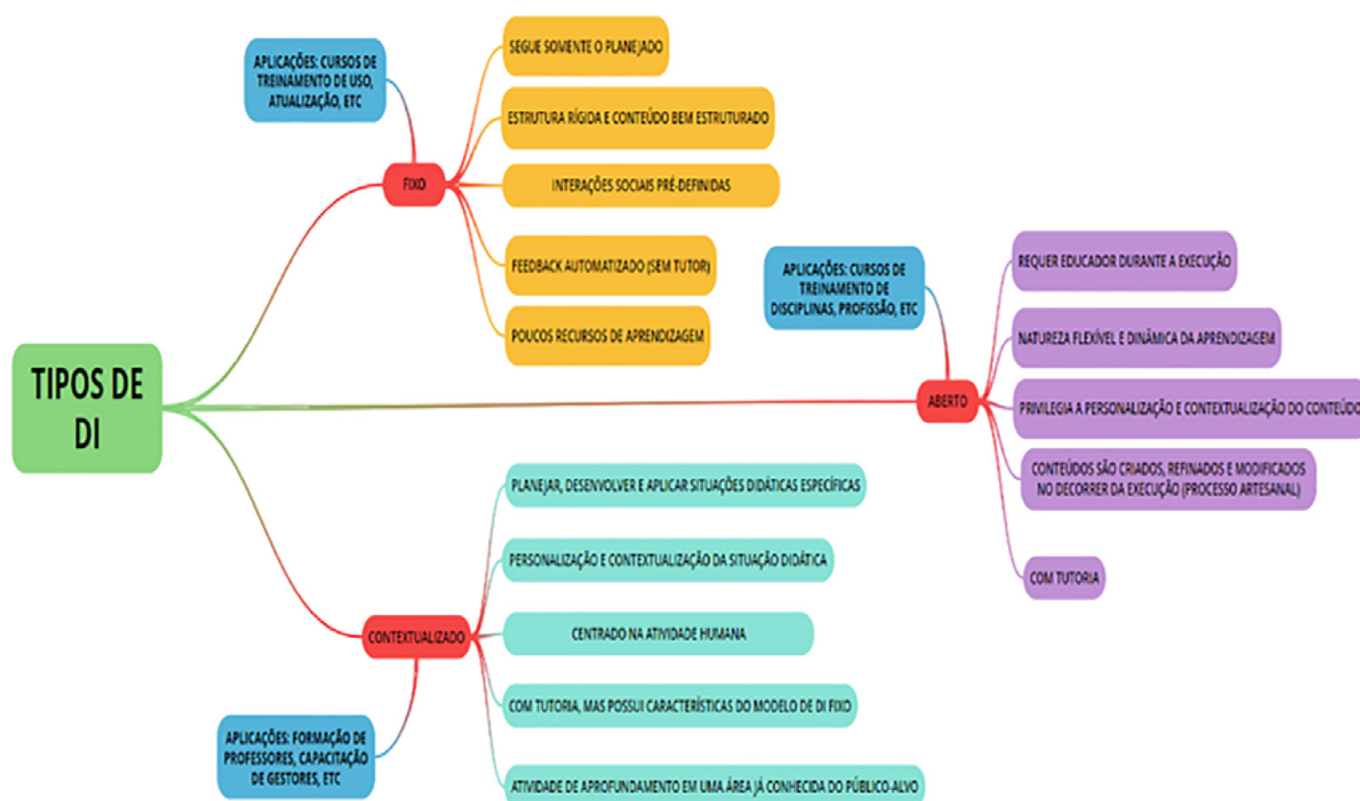 TIPOS DE
DI
APLICAÇÕES: CURSOS DE
TREINAMENTO DE USO,
ATUALIZAÇÃO, ETC
FIXO
SEGUE SOMENTE O PLANEJADO
ESTRUTURA RÍGIDA E CONTEÚDO BEM ESTRUTURADO
INTERAÇÕES SOCIAIS PRÉ-DEFINIDAS
FEEDBACK AUTOMATIZADO (SEM TUTOR)
POUCOS RECURSOS DE APRENDIZAGEM
APLICAÇÕES: CURSOS DE
TREINAMENTO DE
DISCIPLINAS, PROFISSÃO, ETC
ABERTO
REQUER EDUCADOR DURANTE A EXECUÇÃO
NATUREZA FLEXÍVEL E DINÂMICA DA APRENDIZAGEM
PRIVILEGIA A PERSONALIZAÇÃO E CONTEXTUALIZAÇÃO DO CONTEÚDO
CONTEÚDOS SÃO CRIADOS, REFINADOS E MODIFICADOS
NO DECORRER DA EXECUÇÃO (PROCESSO ARTESANAL)
COM TUTORIA
CONTEXTUALIZADO
PLANEJAR, DESENVOLVER E APLICAR SITUAÇÕES DIDÁTICAS ESPECÍFICAS
PERSONALIZAÇÃO E CONTEXTUALIZAÇÃO DA SITUAÇÃO DIDÁTICA
CENTRADO NA ATIVIDADE HUMANA
COM TUTORIA, MAS POSSUI CARACTERÍSTICAS DO MODELO DE DI FIXO
ATIVIDADE DE APROFUNDAMENTO EM UMA ÁREA JÁ CONHECIDA DO PÚBLICO-ALVO
APLICAÇÕES: FORMAÇÃO DE
PROFESSORES, CAPACITAÇÃO
DE GESTORES, ETC